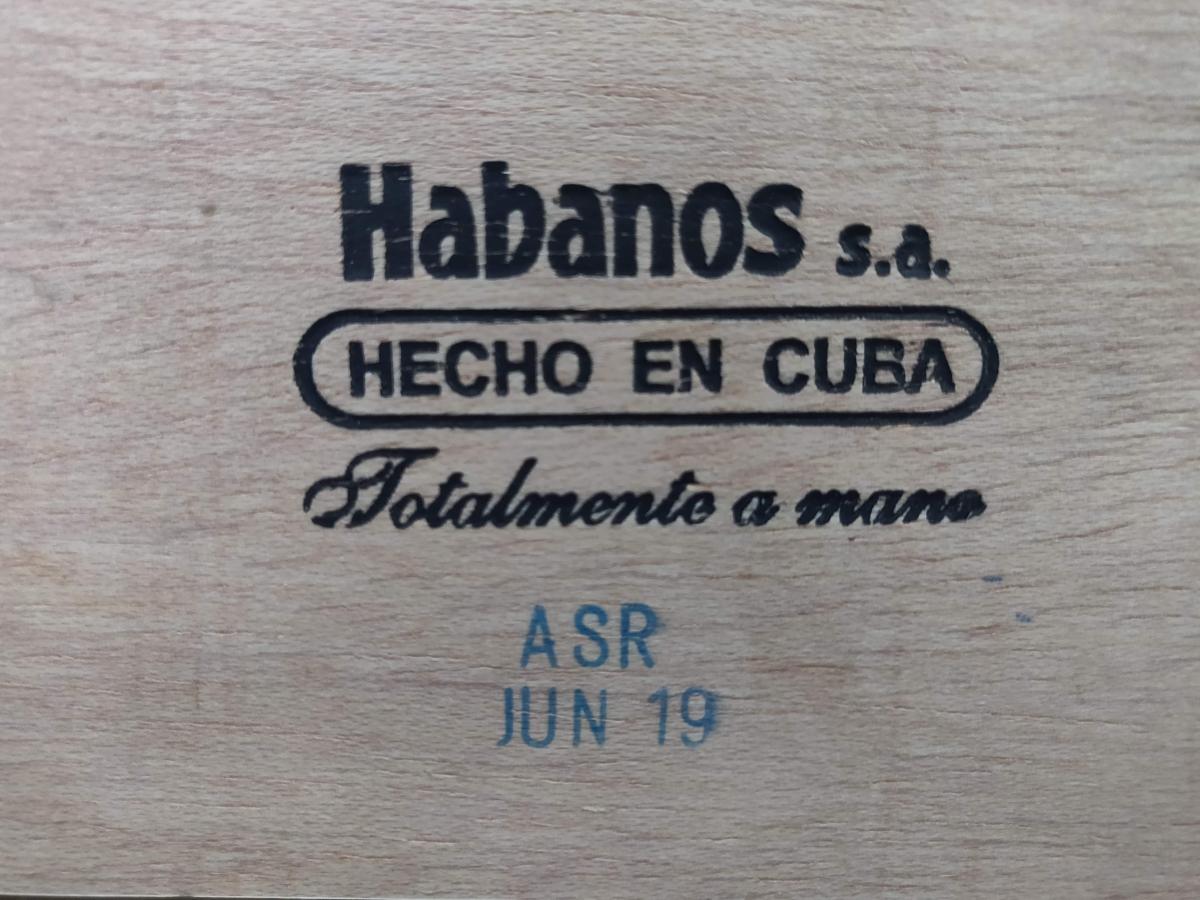 Habanos s.a.
HECHO EN CUBA
Totalmente a mano
ASR
JUN 19